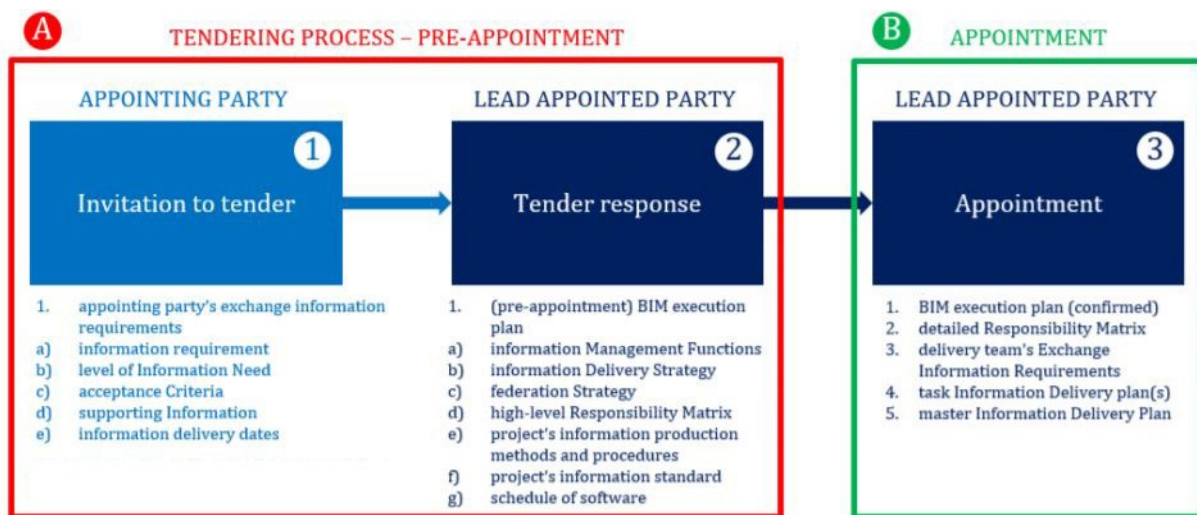 A
TENDERING PROCESS – PRE-APPOINTMENT
B
APPOINTMENT
APPOINTING PARTY
1
Invitation to tender
1. appointing party's exchange information
requirements
a) information requirement
b) level of Information Need
c) acceptance Criteria
d) supporting Information
e) information delivery dates
LEAD APPOINTED PARTY
2
Tender response
1. (pre-appointment) BIM execution
plan
a) information Management Functions
b) information Delivery Strategy
c) federation Strategy
d) high-level Responsibility Matrix
e) project's information production
methods and procedures
f) project's information standard
g) schedule of software
LEAD APPOINTED PARTY
3
Appointment
1. BIM execution plan (confirmed)
2. detailed Responsibility Matrix
3. delivery team's Exchange
Information Requirements
4. task Information Delivery plan(s)
5. master Information Delivery Plan